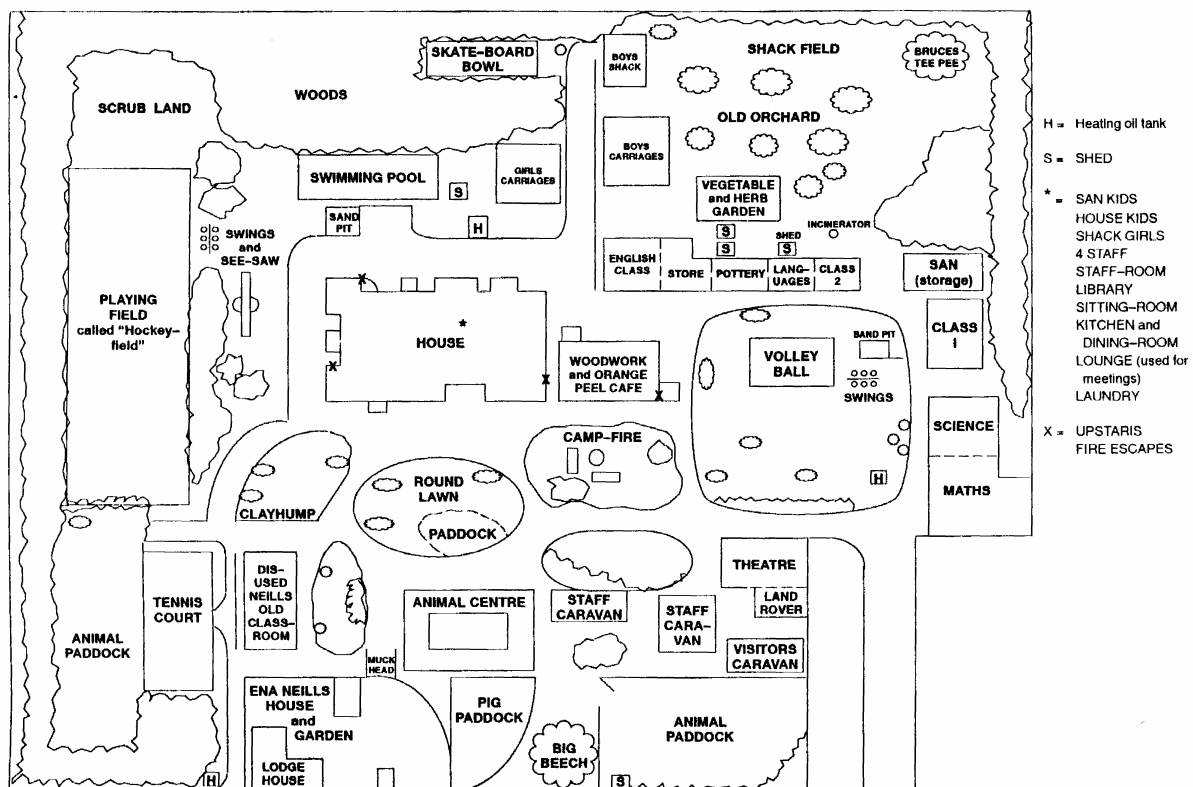 SKATE-BOARD
BOWL
BOYS
SHACK
SHACK FIELD
BRUCES
TEE PEE
SCRUB LAND
WOODS
OLD ORCHARD
H = Heating oil tank
S = SHED
* = SAN KIDS
HOUSE KIDS
SHACK GIRLS
4 STAFF
STAFF-ROOM
LIBRARY
SITTING-ROOM
KITCHEN and
DINING-ROOM
LOUNGE (used for
meetings)
LAUNDRY
X = UPSTARIS
FIRE ESCAPES
BOYS
CARRIAGES
SWIMMING POOL
S
GIRLS
CARRIAGES
VEGETABLE
and HERB
GARDEN
SAND
PIT
H
SWINGS
and
SEE-SAW
S
S
SHED
S
INCINERATOR
ENGLISH
CLASS
STORE
POTTERY
LANG-
UAGES
CLASS
2
SAN
(storage)
PLAYING
FIELD
called "Hockey-
field"
X
*
HOUSE
X
X
WOODWORK
and ORANGE
PEEL CAFE
X
VOLLEY
BALL
SAND PIT
SWINGS
CLASS
I
SCIENCE
MATHS
CAMP-FIRE
H
CLAYHUMP
ROUND
LAWN
PADDOCK
DIS-
USED
NEILLS
OLD
CLASS-
ROOM
TENNIS
COURT
ANIMAL
PADDOCK
ANIMAL CENTRE
STAFF
CARAVAN
STAFF
CARA-
VAN
THEATRE
LAND
ROVER
VISITORS
CARAVAN
MUCK
HEAD
ENA NEILLS
HOUSE
and
GARDEN
LODGE
HOUSE
PIG
PADDOCK
BIG
BEECH
ANIMAL
PADDOCK
H
S